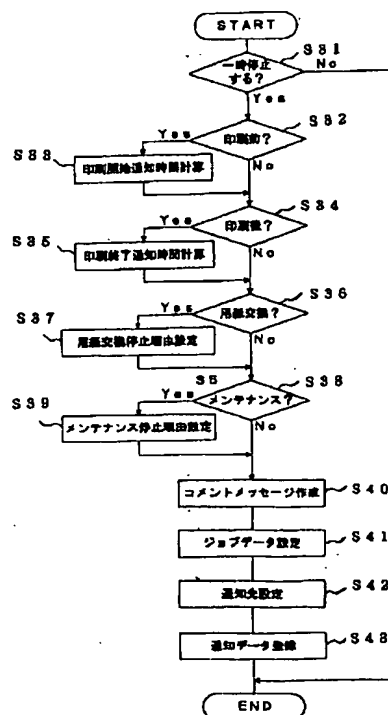 START
S31
一時停止
する?
No
Yes
S32
印刷前?
Yes
S33
印刷開始通知時間計算
No
S34
印刷後?
Yes
S35
印刷終了通知時間計算
No
S36
用紙交換?
Yes
S37
用紙交換停止理由設定
No
S5
S38
メンテナンス?
Yes
S39
メンテナンス停止理由設定
No
コメントメッセージ作成
S40
ジョブデータ設定
S41
通知先設定
S42
通知データ登録
S43
END